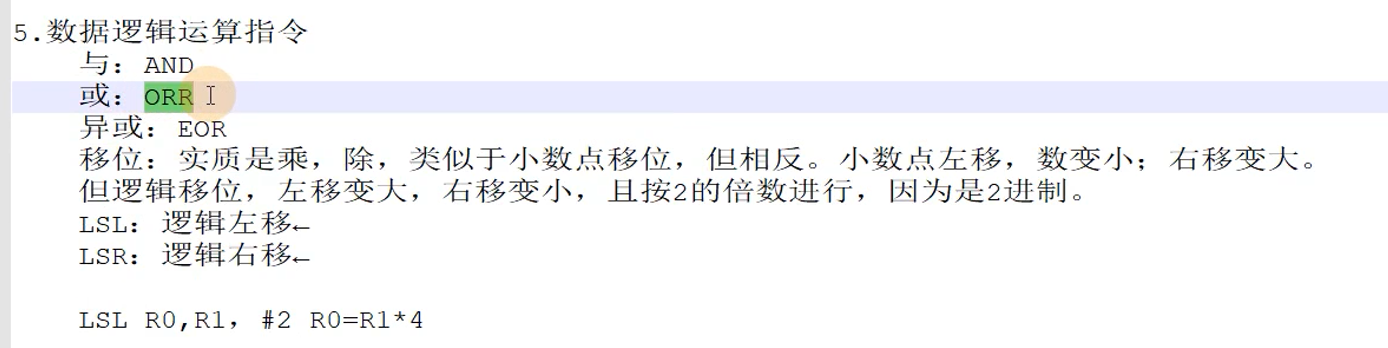 5.数据逻辑运算指令
与：AND
或：ORR
异或：EOR
移位：实质是乘，除，类似于小数点移位，但相反。小数点左移，数变小；右移变大。
但逻辑移位，左移变大，右移变小，且按2的倍数进行，因为是2进制。
LSL：逻辑左移←
LSR：逻辑右移←
LSL R0,R1，#2 R0=R1*4